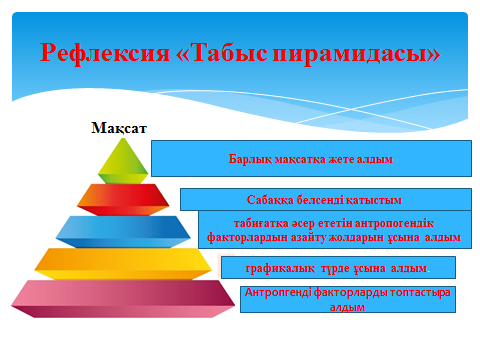 Рефлексия «Табыс пирамидасы»
Мақсат
Барлық мақсатқа жете алдым
Сабаққа белсенді қатыстым
табиғатқа әсер ететін антропогендік
факторлардын азайту жолдарын ұсына алдым
графикалық түрде ұсына алдым.
Антропгенді факторларды топтастыра
алдым